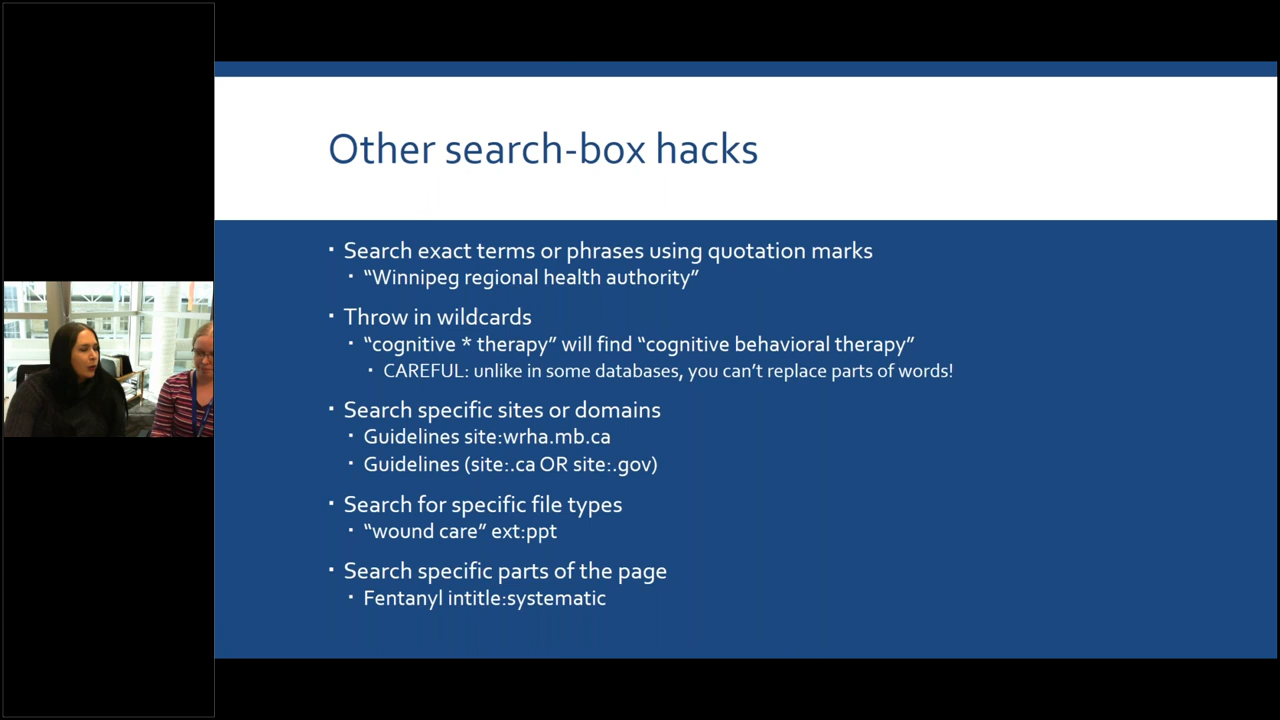 Other search-box hacks
▪ Search exact terms or phrases using quotation marks
▪ “Winnipeg regional health authority”
▪ Throw in wildcards
▪ “cognitive * therapy” will find “cognitive behavioral therapy”
▪ CAREFUL: unlike in some databases, you can’t replace parts of words!
▪ Search specific sites or domains
▪ Guidelines site:wrha.mb.ca
▪ Guidelines (site:.ca OR site:.gov)
▪ Search for specific file types
▪ “wound care” ext:ppt
▪ Search specific parts of the page
▪ Fentanyl intitle:systematic